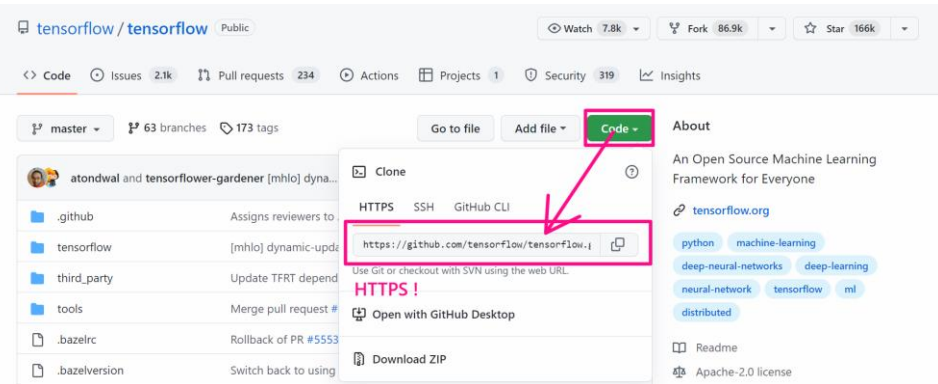 tensorflow / tensorflow Public
Watch 7.8k
Fork 86.9k
Star 166k
<> Code
Issues 2.1k
Pull requests 234
Actions
Projects 1
Security 319
Insights
master
63 branches
173 tags
Go to file
Add file
Code
atondwal and tensorflower-gardener [mhlo] dyna...
.github
Assigns reviewers to
tensorflow
[mhlo] dynamic-upda
third_party
Update TFRT depend
tools
Merge pull request #
.bazelrc
Rollback of PR #5553
.bazelversion
Switch back to using
Clone
HTTPS
SSH
GitHub CLI
https://github.com/tensorflow/tensorflow.g
Use Git or checkout with SVN using the web URL.
HTTPS !
Open with GitHub Desktop
Download ZIP
About
An Open Source Machine Learning
Framework for Everyone
tensorflow.org
python machine-learning
deep-neural-networks deep-learning
neural-network tensorflow ml
distributed
Readme
Apache-2.0 license